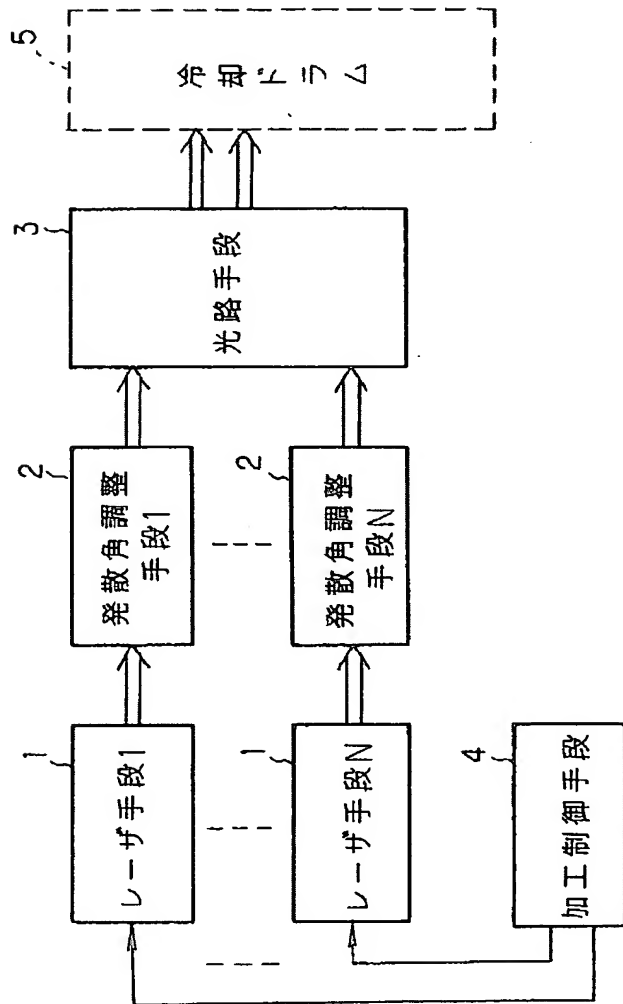 1
レーザ手段1
1
レーザ手段N
4
加工制御手段
2
発散角調整
手段1
2
発散角調整
手段N
3
光路手段
5
冷却ドラム